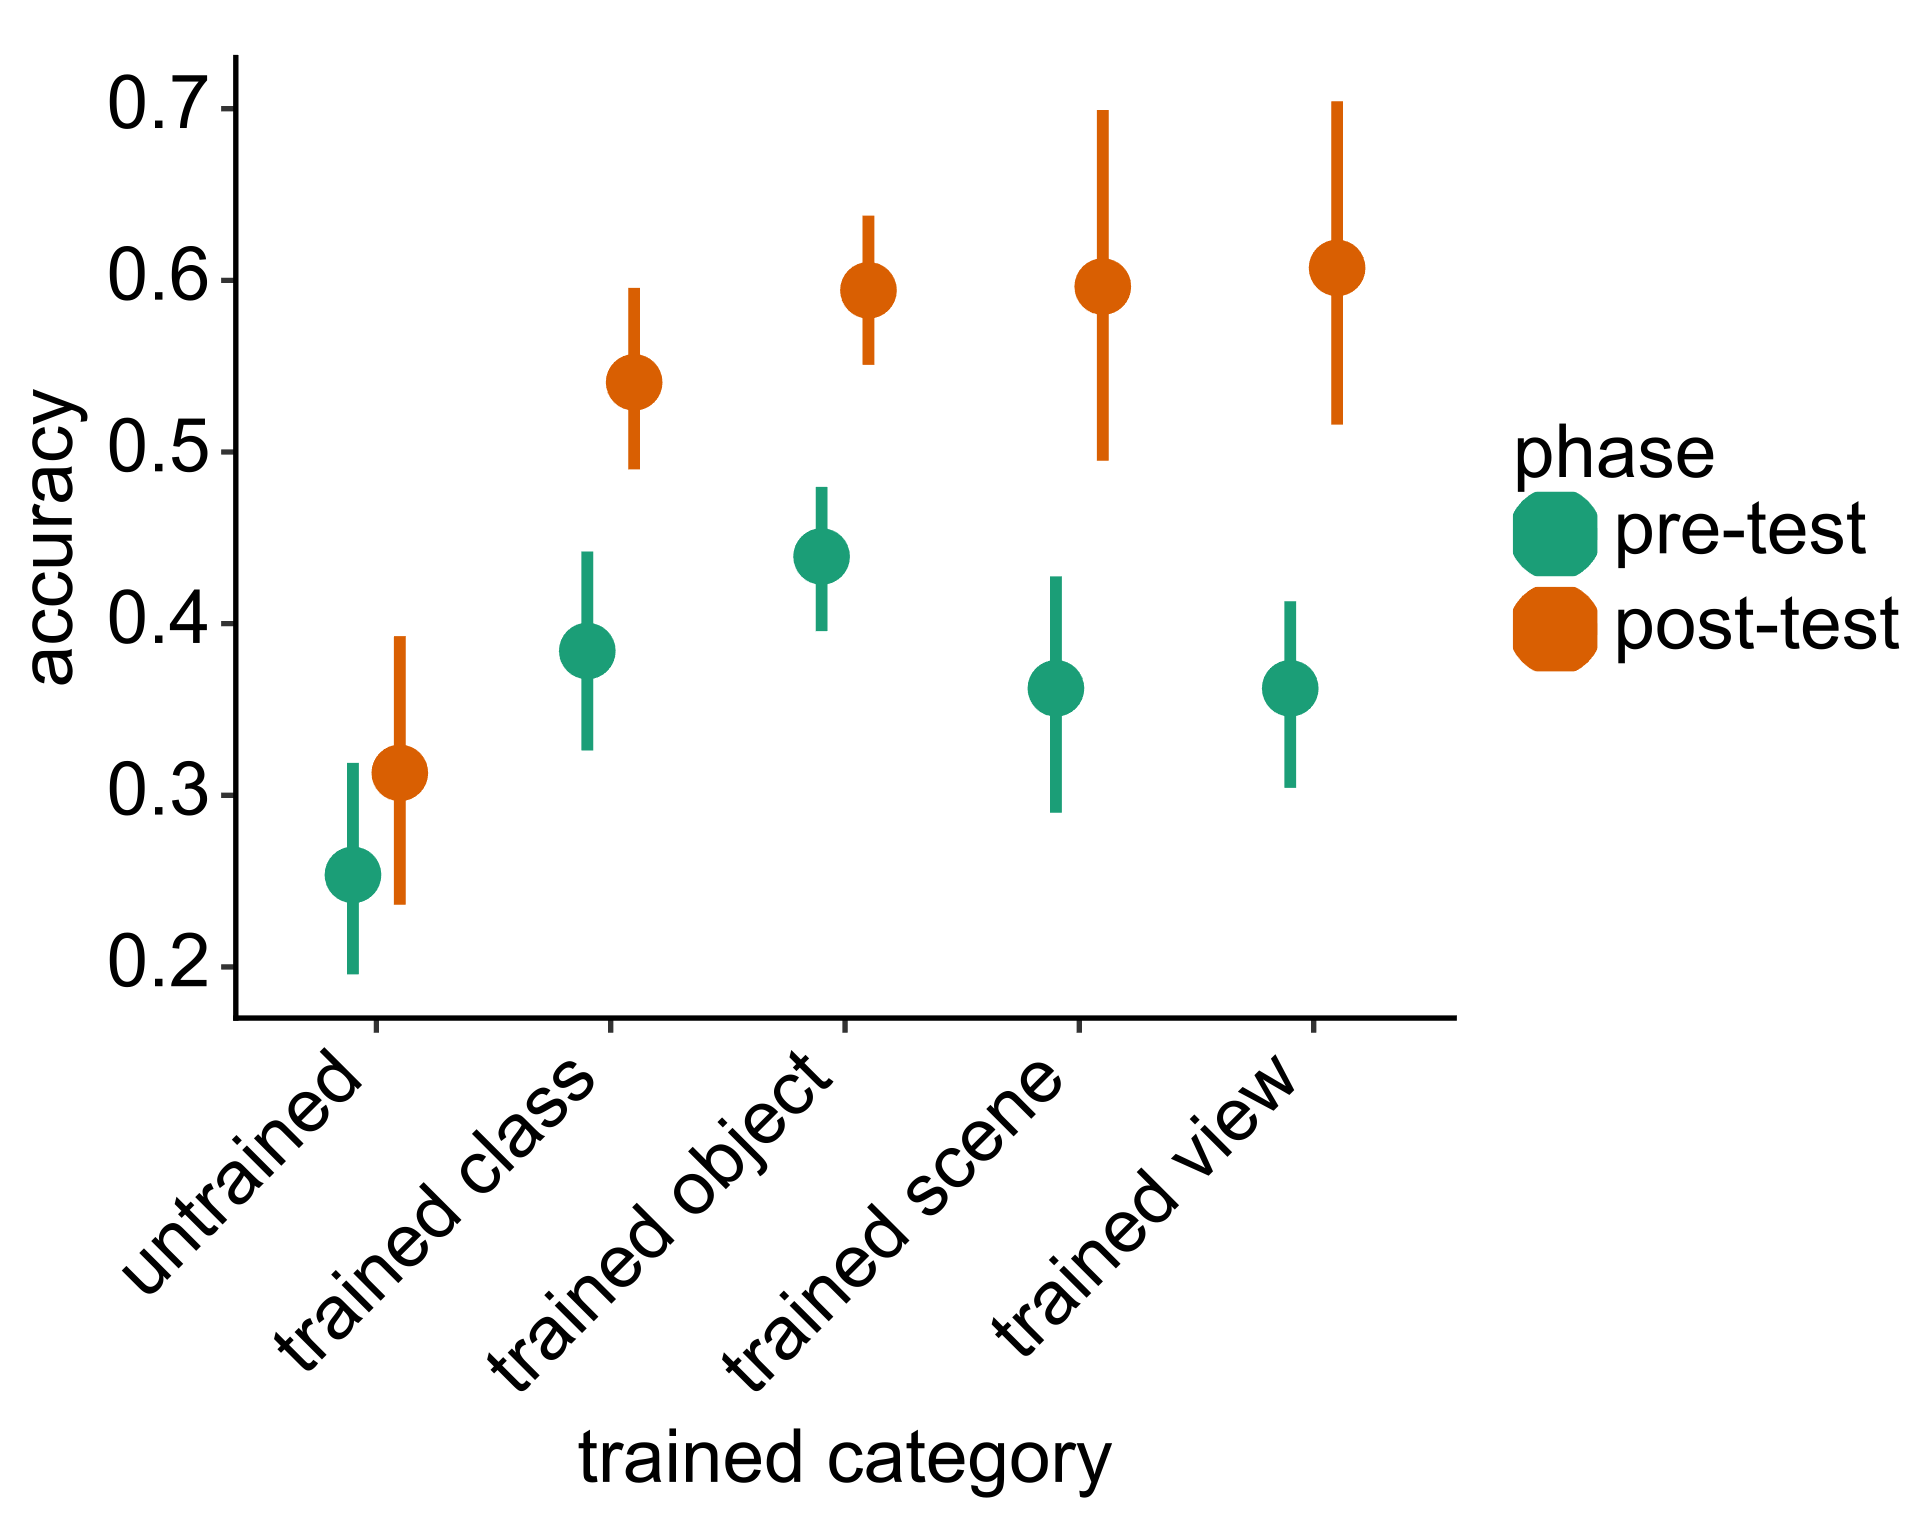 0.7
0.6
0.5
0.4
0.3
0.2
accuracy
untrained
trained class
trained object
trained scene
trained view
trained category
phase
pre-test
post-test